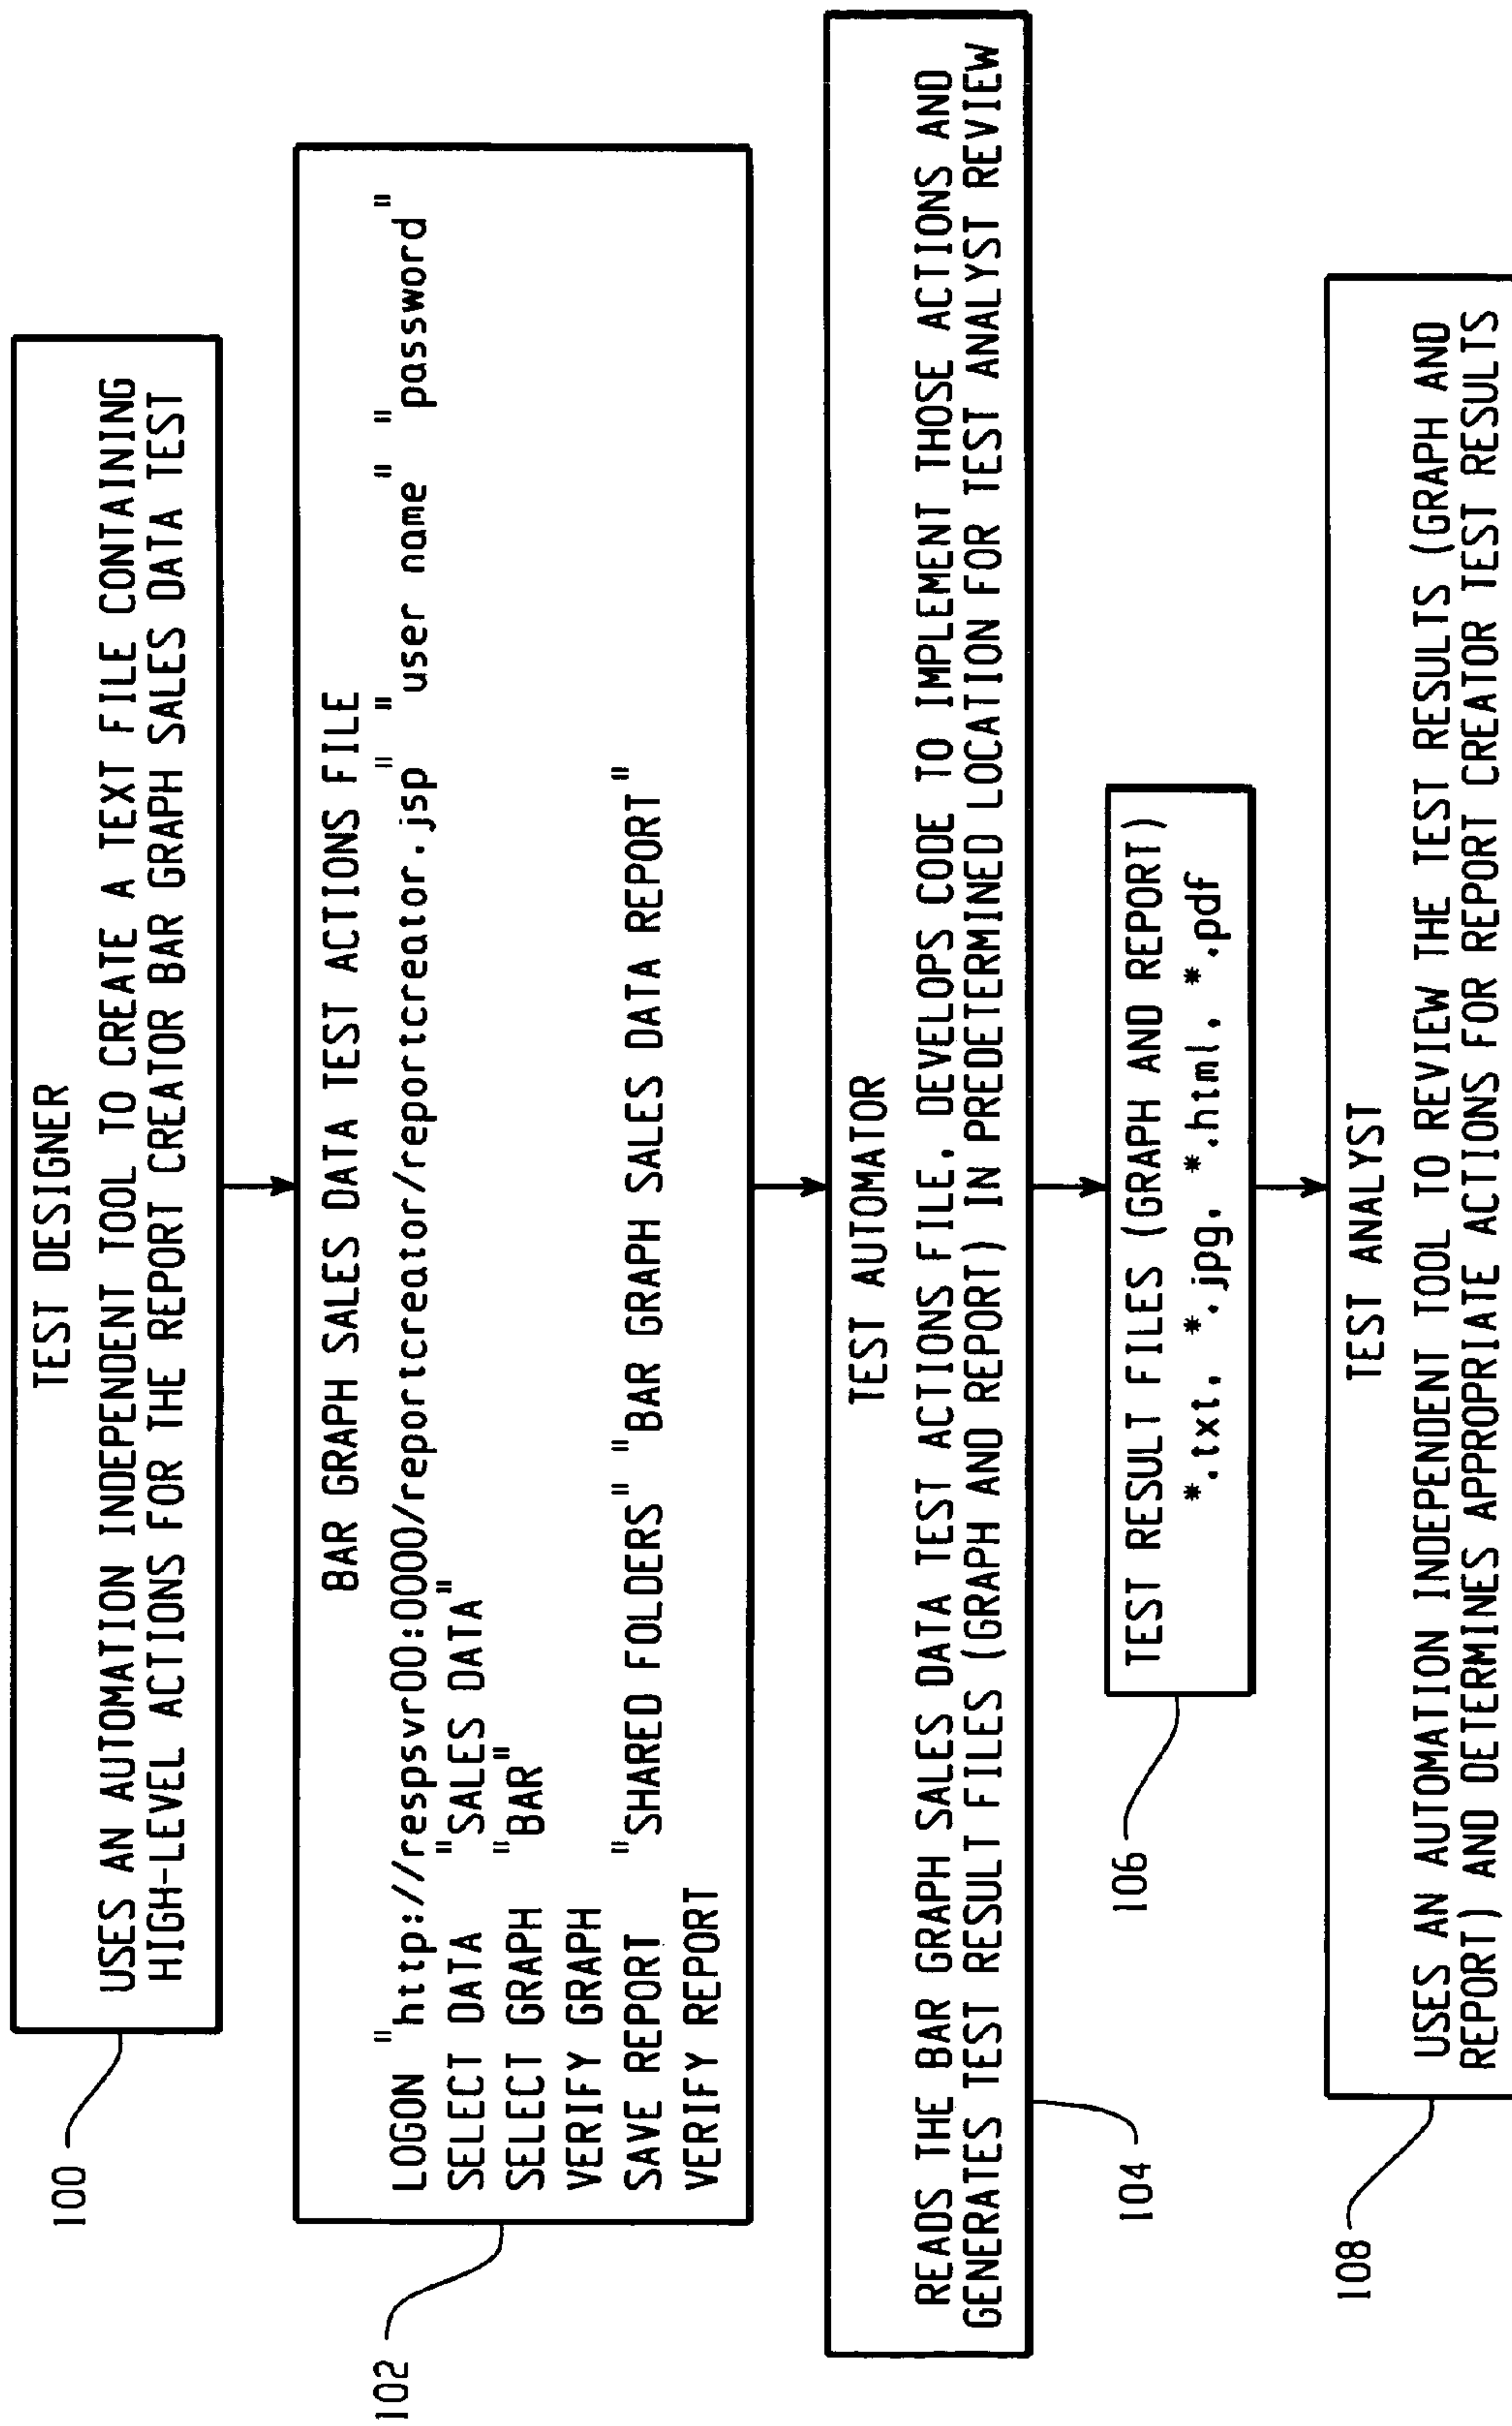 100
TEST DESIGNER
USES AN AUTOMATION INDEPENDENT TOOL TO CREATE A TEXT FILE CONTAINING
HIGH-LEVEL ACTIONS FOR THE REPORT CREATOR BAR GRAPH SALES DATA TEST
102
BAR GRAPH SALES DATA TEST ACTIONS FILE
LOGON "http://respsvr00:0000/reportcreator/reportcreator.jsp" "user name" "password"
SELECT DATA "SALES DATA"
SELECT GRAPH "BAR"
VERIFY GRAPH
SAVE REPORT "SHARED FOLDERS" "BAR GRAPH SALES DATA REPORT"
VERIFY REPORT
104
TEST AUTOMATOR
READS THE BAR GRAPH SALES DATA TEST ACTIONS FILE, DEVELOPS CODE TO IMPLEMENT THOSE ACTIONS AND
GENERATES TEST RESULT FILES (GRAPH AND REPORT) IN PREDETERMINED LOCATION FOR TEST ANALYST REVIEW
106
TEST RESULT FILES (GRAPH AND REPORT)
*.txt, *.jpg, *.html, *.pdf
108
TEST ANALYST
USES AN AUTOMATION INDEPENDENT TOOL TO REVIEW THE TEST RESULTS (GRAPH AND
REPORT) AND DETERMINES APPROPRIATE ACTIONS FOR REPORT CREATOR TEST RESULTS